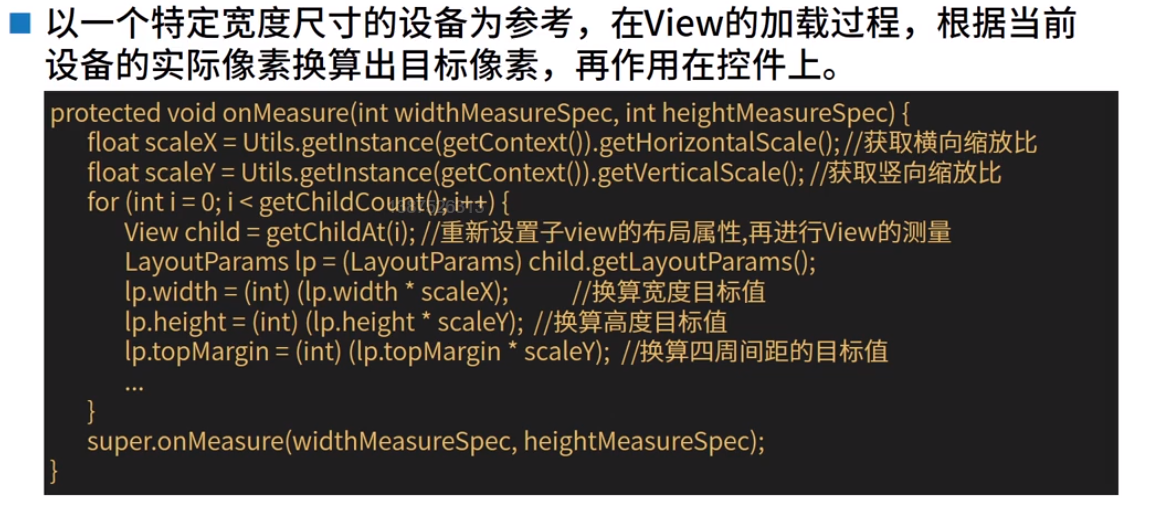 以一个特定宽度尺寸的设备为参考，在View的加载过程，根据当前
设备的实际像素换算出目标像素，再作用在控件上。
protected void onMeasure(int widthMeasureSpec, int heightMeasureSpec) {
float scaleX = Utils.getInstance(getContext()).getHorizontalScale(); //获取横向缩放比
float scaleY = Utils.getInstance(getContext()).getVerticalScale(); //获取竖向缩放比
for (int i = 0; i < getChildCount(); i++) {
View child = getChildAt(i); //重新设置子view的布局属性,再进行View的测量
LayoutParams lp = (LayoutParams) child.getLayoutParams();
lp.width = (int) (lp.width * scaleX); //换算宽度目标值
lp.height = (int) (lp.height * scaleY); //换算高度目标值
lp.topMargin = (int) (lp.topMargin * scaleY); //换算四周间距的目标值
...
}
super.onMeasure(widthMeasureSpec, heightMeasureSpec);
}